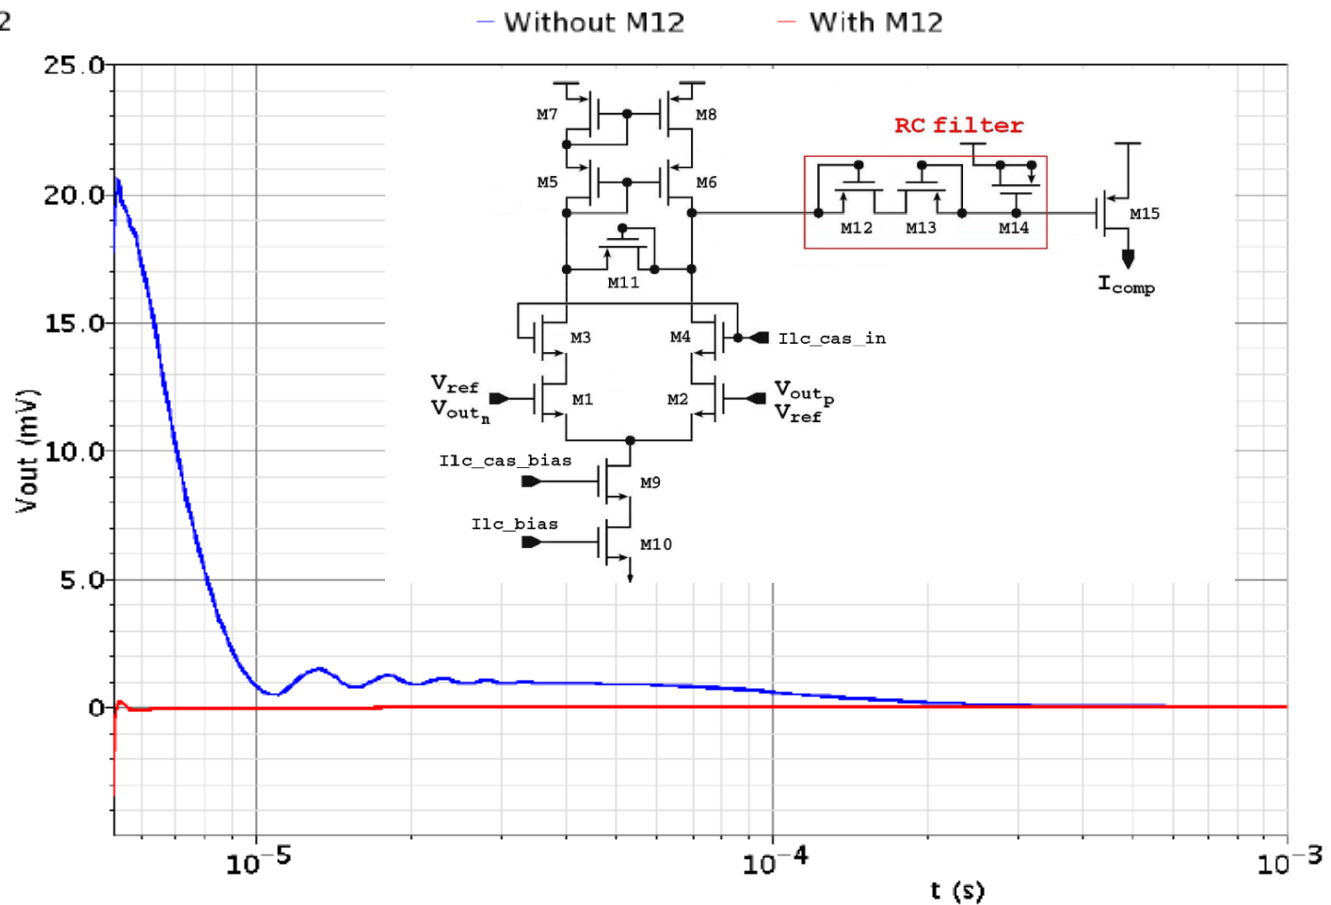 2
Without M12
With M12
25.0
20.0
15.0
10.0
5.0
0
Vout (mV)
M7
M8
M5
M6
M11
M3
M4
Ilc_cas_in
Vref
Voutn
M1
M2
Voutp
Vref
Ilc_cas_bias
M9
Ilc_bias
M10
RC filter
M12
M13
M14
M15
Icomp
10−5
10−4
10−3
t (s)